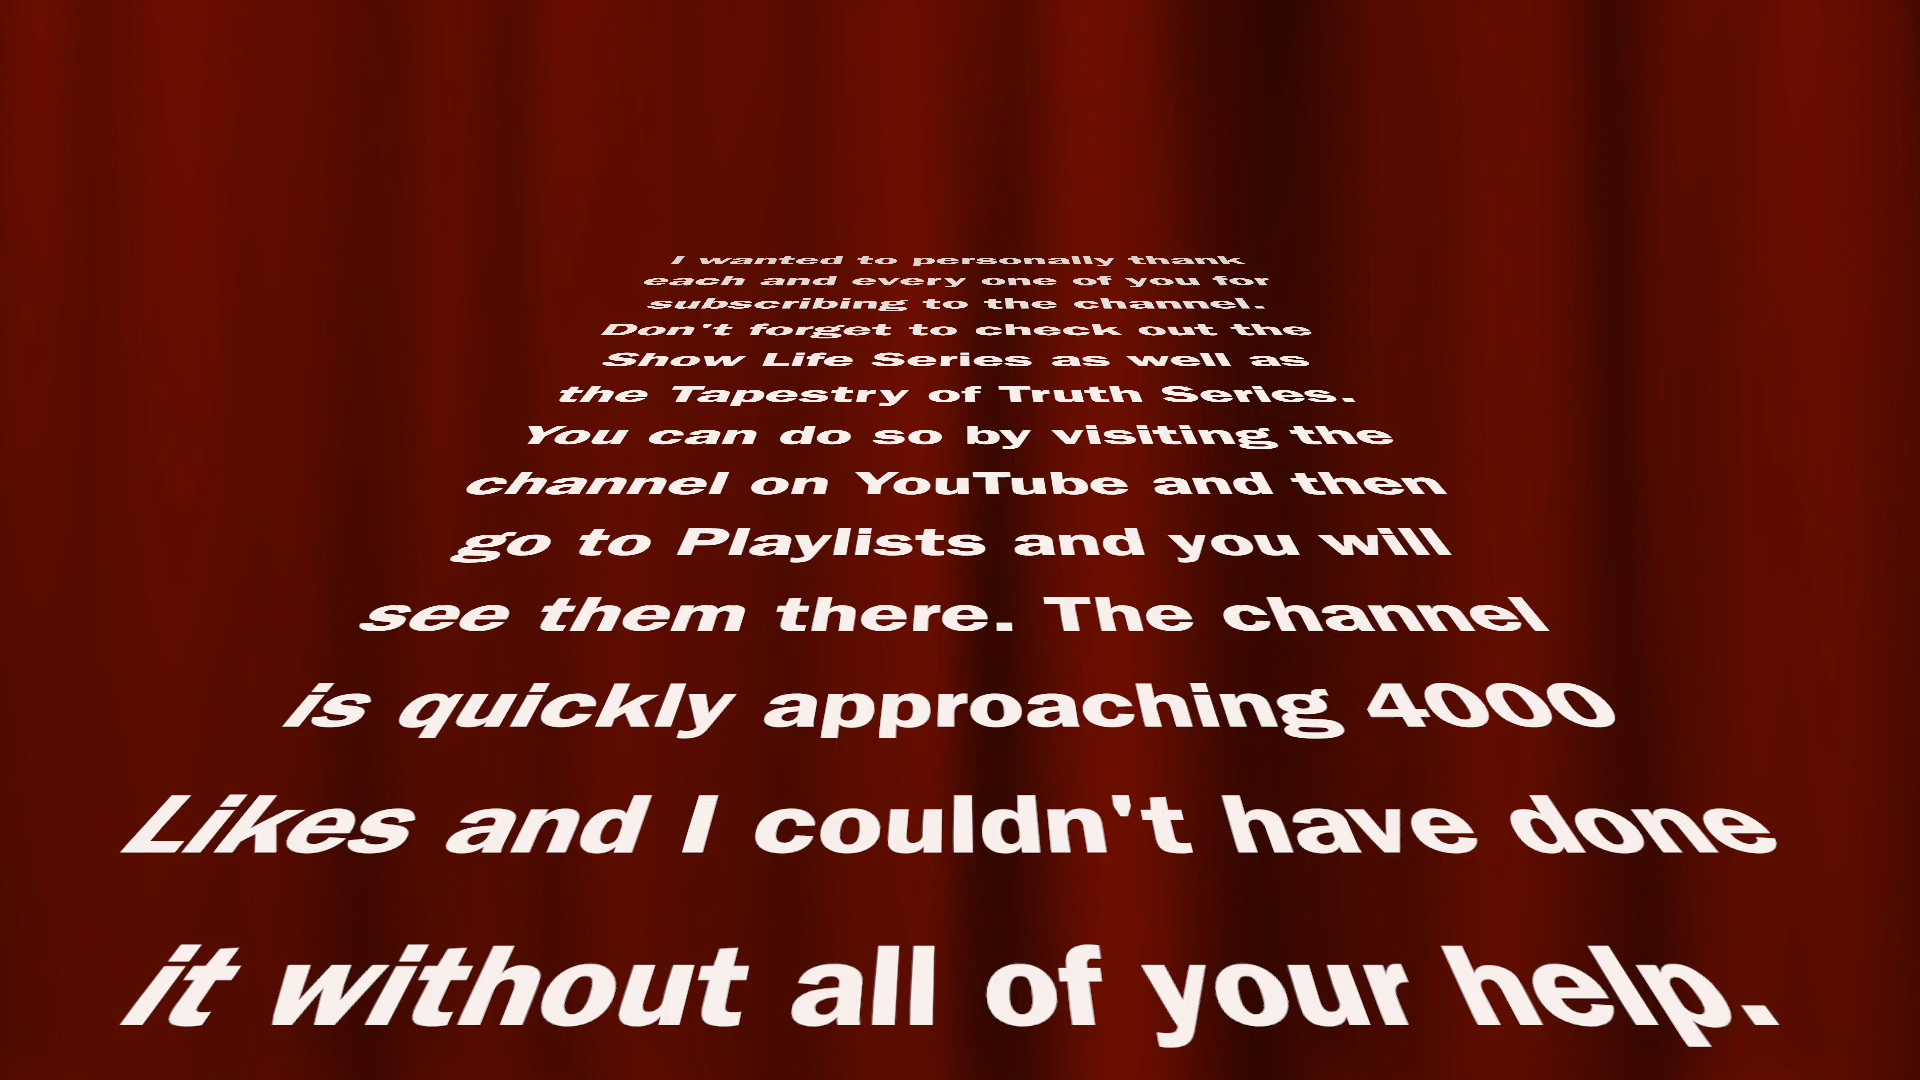 I wanted to personally thank
each and every one of you for
subscribing to the channel.
Don't forget to check out the
Show Life Series as well as
the Tapestry of Truth Series.
You can do so by visiting the
channel on YouTube and then
go to Playlists and you will
see them there. The channel
is quickly approaching 4000
Likes and I couldn't have done
it without all of your help.